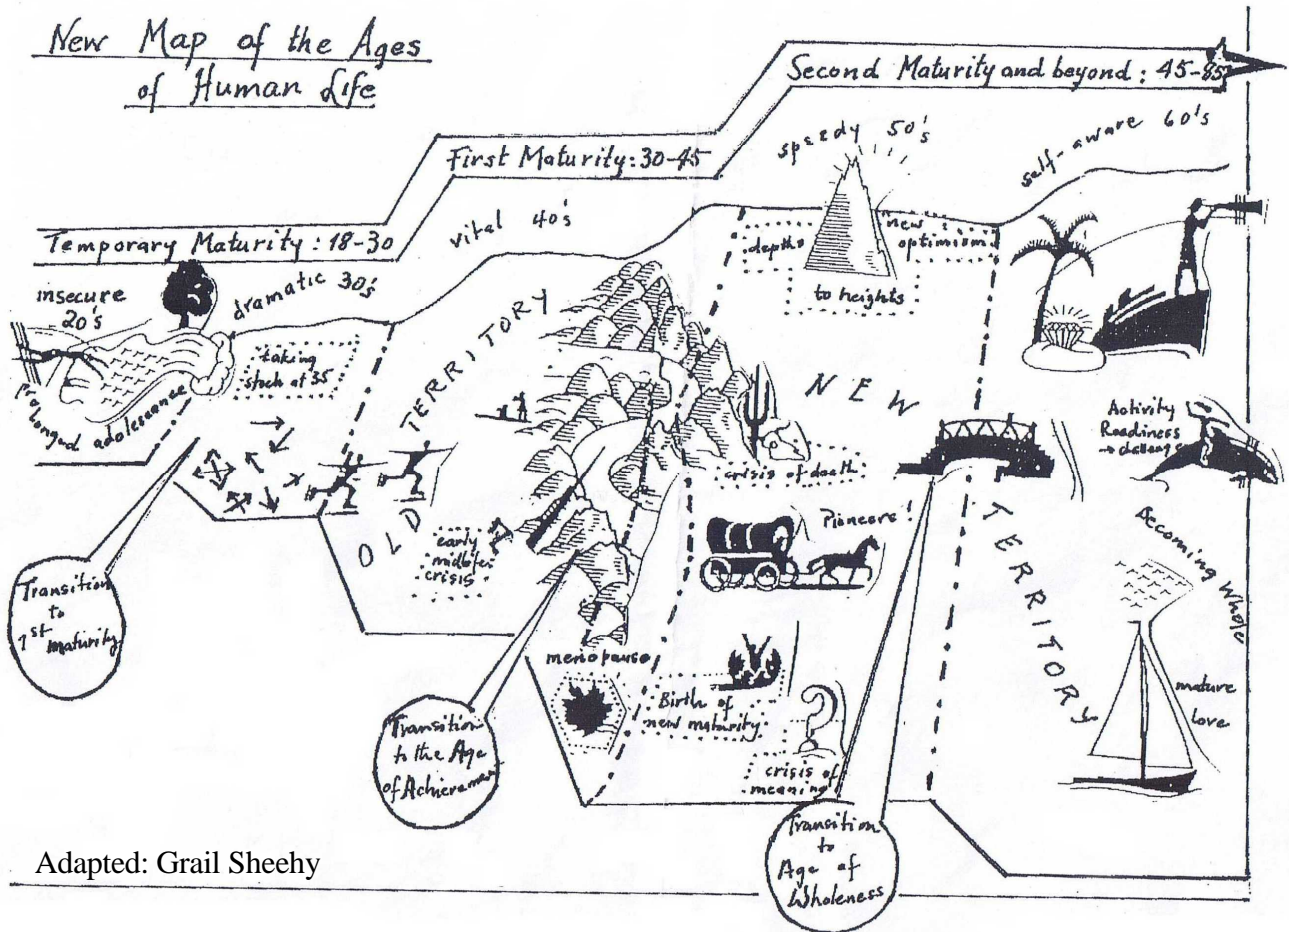 New Map of the Ages
of Human Life
Second Maturity and beyond: 45-85
First Maturity: 30-45
Temporary Maturity: 18-30
insecure
20's
dramatic 30's
vital 40's
speedy 50's
self-aware 60's
Prolongud adolescence
taking
stock at 35
OLD TERRITORY
early
midlife
crisis
depths
new
optimism
to heights
NEW TERRITORY
crisis of death
Pioneers!
Activity
Readiness
→ challenge
Becoming Whole
mature
love
menopause
Birth of
new maturity
crisis of
meaning
Transition
to
1st maturity
Transition
to the Age
of Achievement
Transition
to
Age of
Wholeness
Adapted: Grail Sheehy